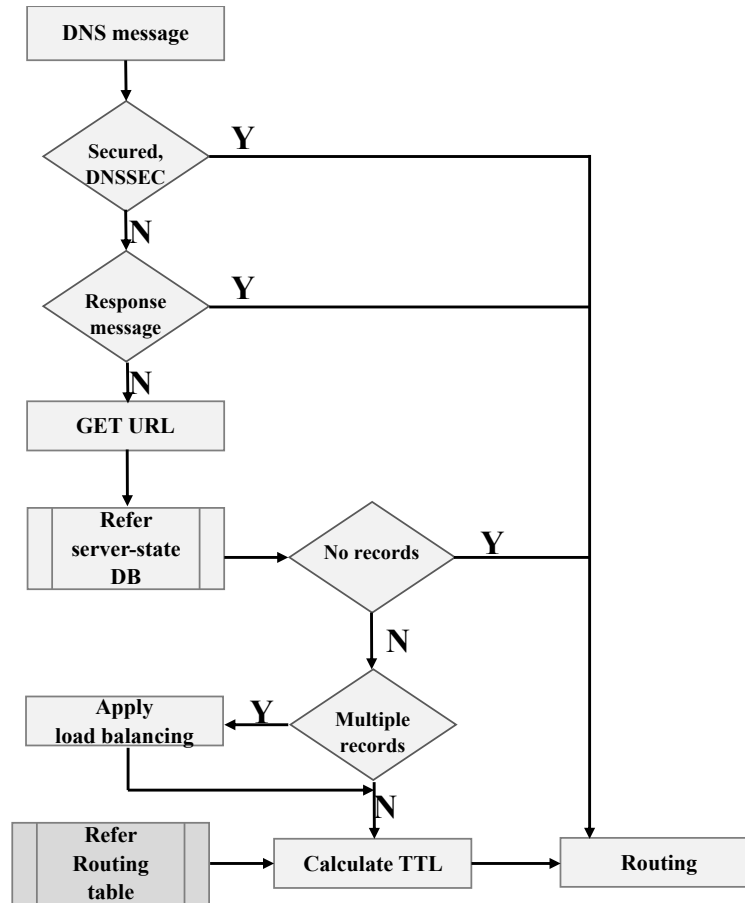 DNS message
Secured,
DNSSEC
Y
N
Response
message
Y
N
GET URL
Refer
server-state
DB
No records
Y
N
Apply
load balancing
Y
Multiple
records
N
Refer
Routing
table
Calculate TTL
Routing